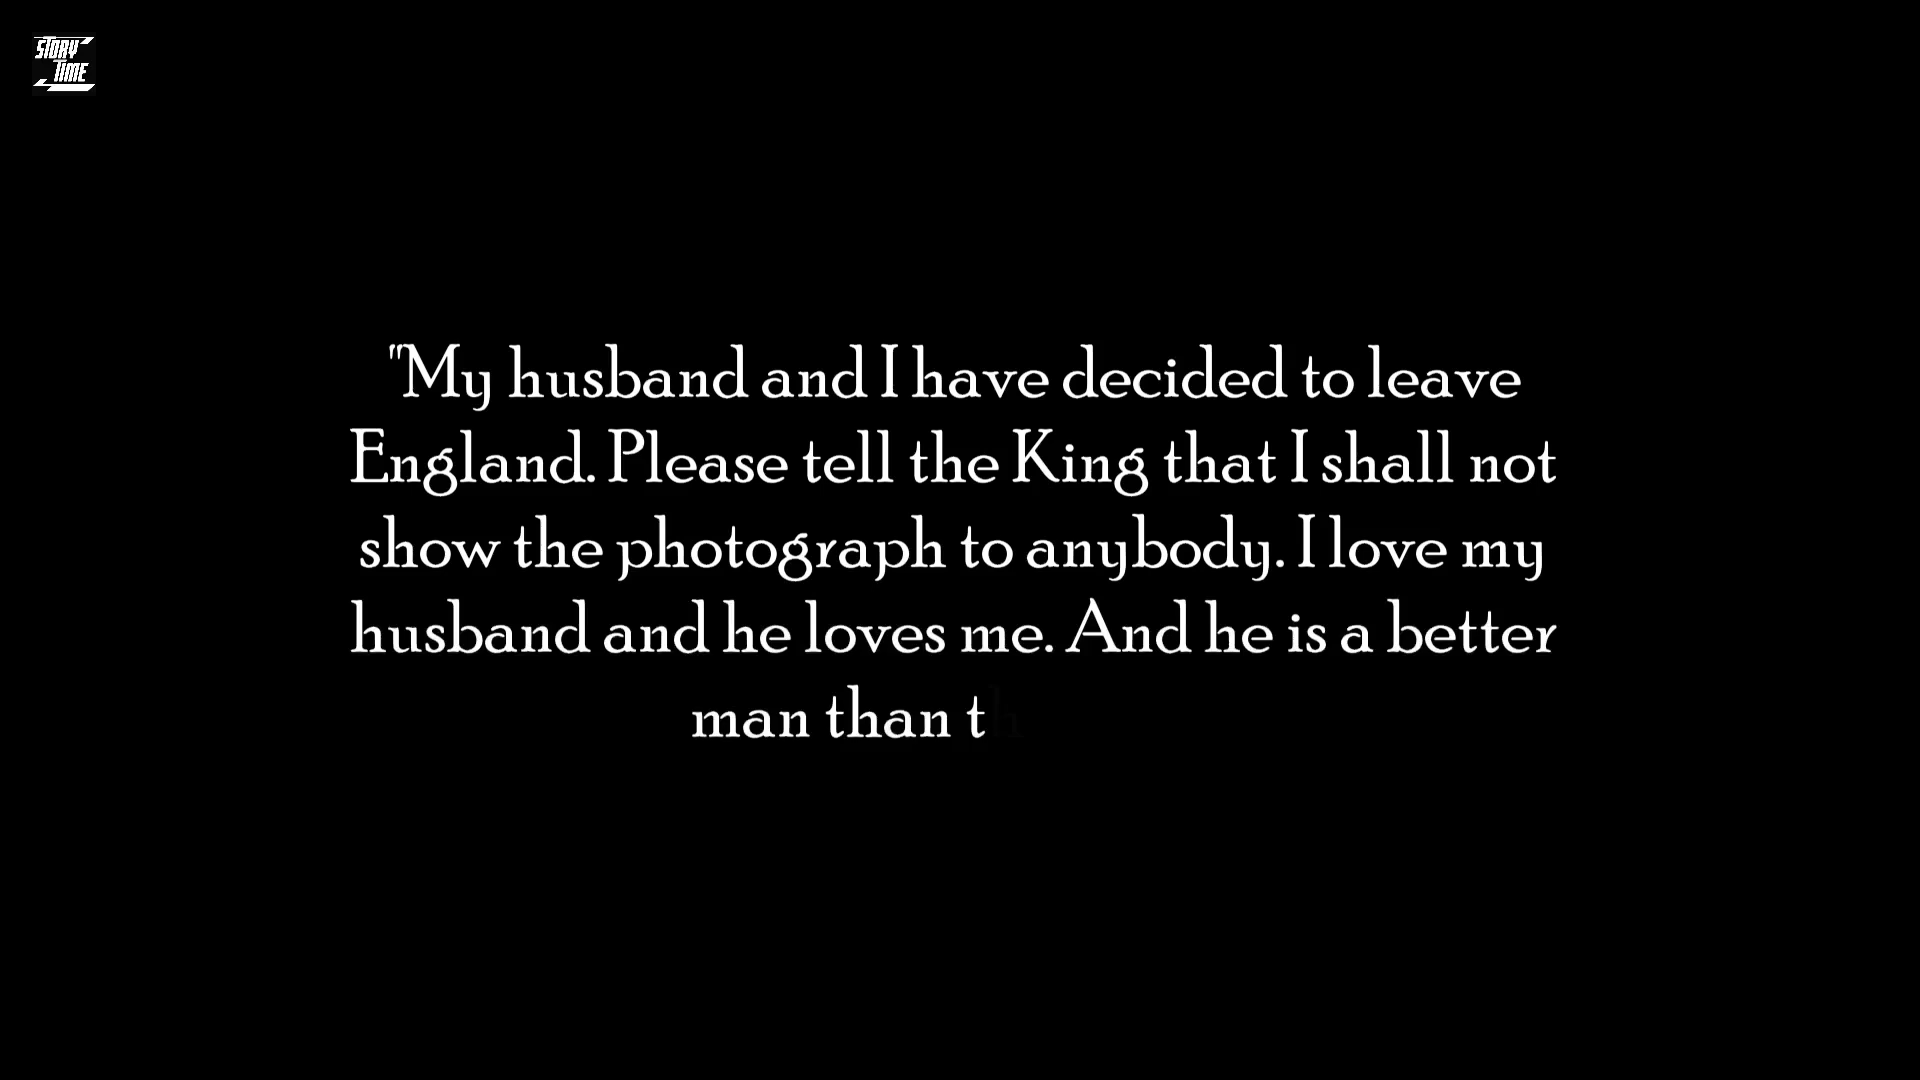 STORY
TIME
"My husband and I have decided to leave
England. Please tell the King that I shall not
show the photograph to anybody. I love my
husband and he loves me. And he is a better
man than th